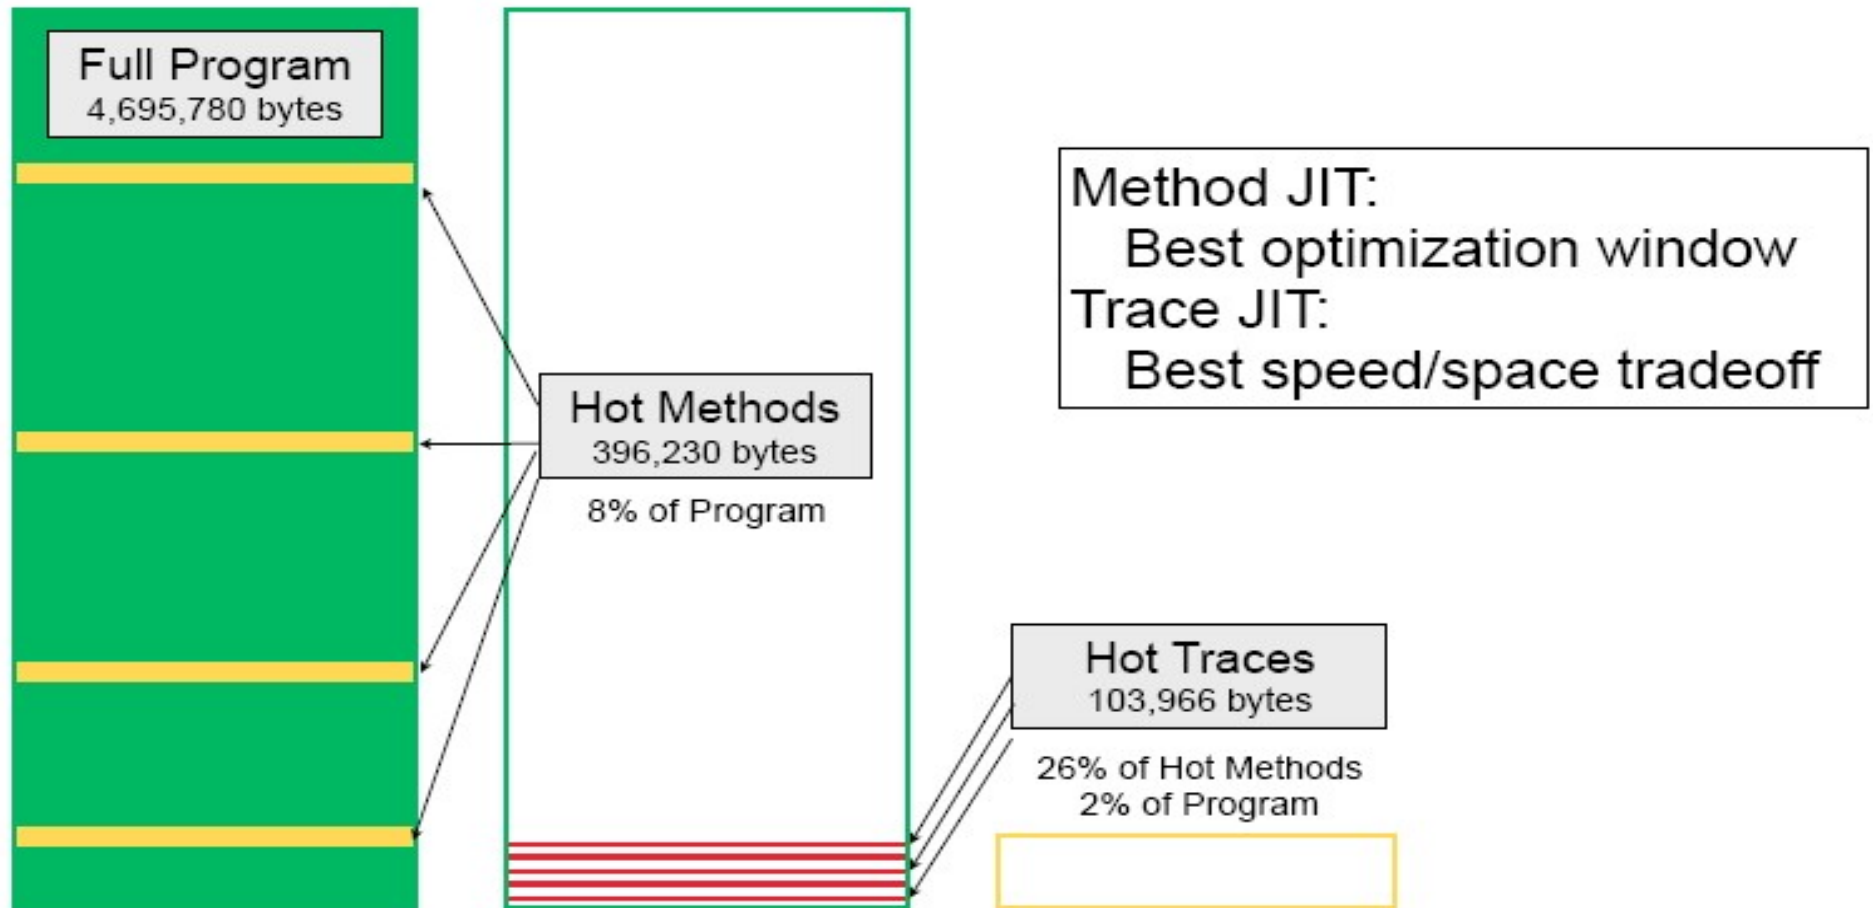 Full Program
4,695,780 bytes
Method JIT:
Best optimization window
Trace JIT:
Best speed/space tradeoff
Hot Methods
396,230 bytes
8% of Program
Hot Traces
103,966 bytes
26% of Hot Methods
2% of Program